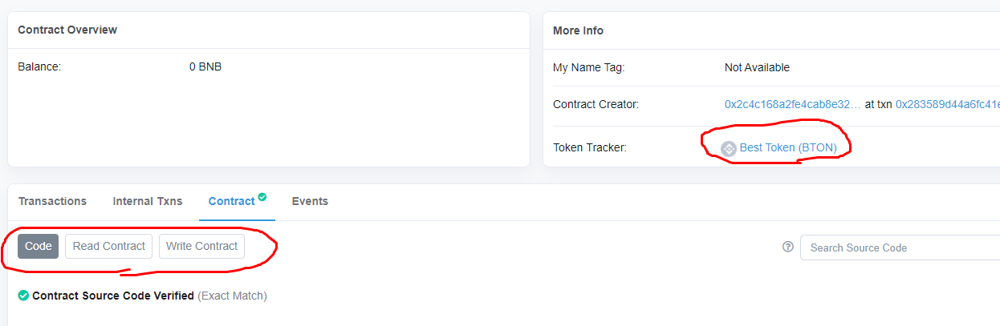 Contract Overview
Balance: 0 BNB
More Info
My Name Tag: Not Available
Contract Creator: 0x2c4c168a2fe4cab8e32... at txn 0x283589d44a6fc41e
Token Tracker: Best Token (BTON)
Transactions Internal Txns Contract Events
Code Read Contract Write Contract
? Search Source Code
Contract Source Code Verified (Exact Match)